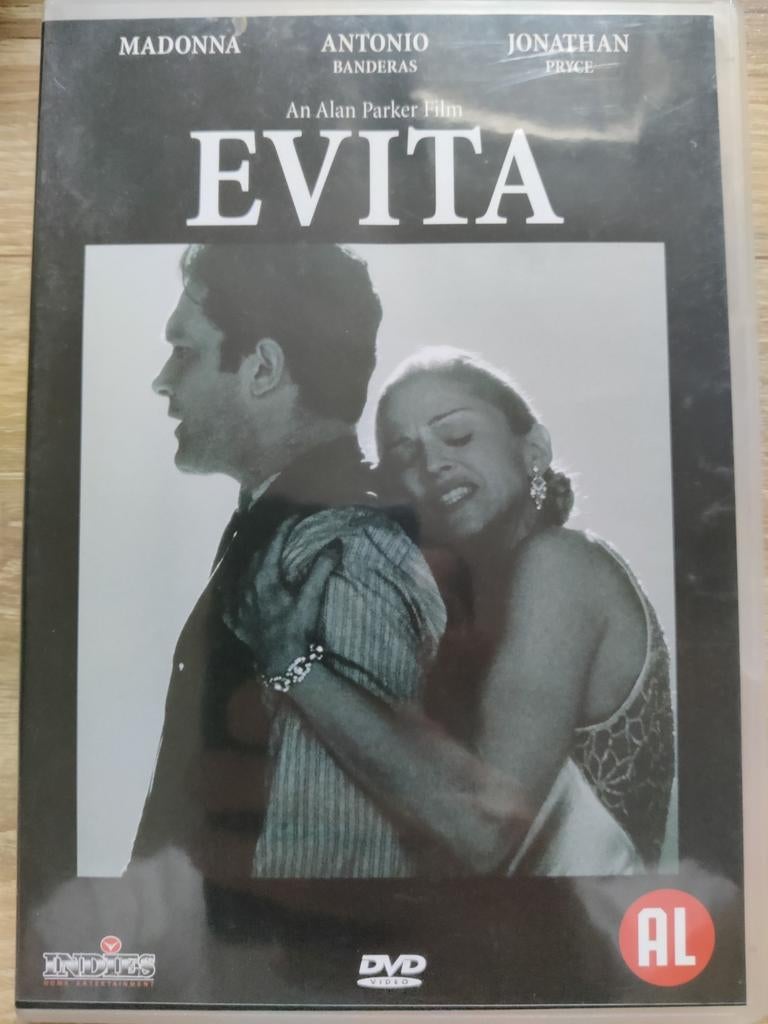 MADONNA ANTONIO JONATHAN
BANDERAS PRYCE
An Alan Parker Film
EVITA
INDIES
HOME ENTERTAINMENT
DVD
VIDEO
AL